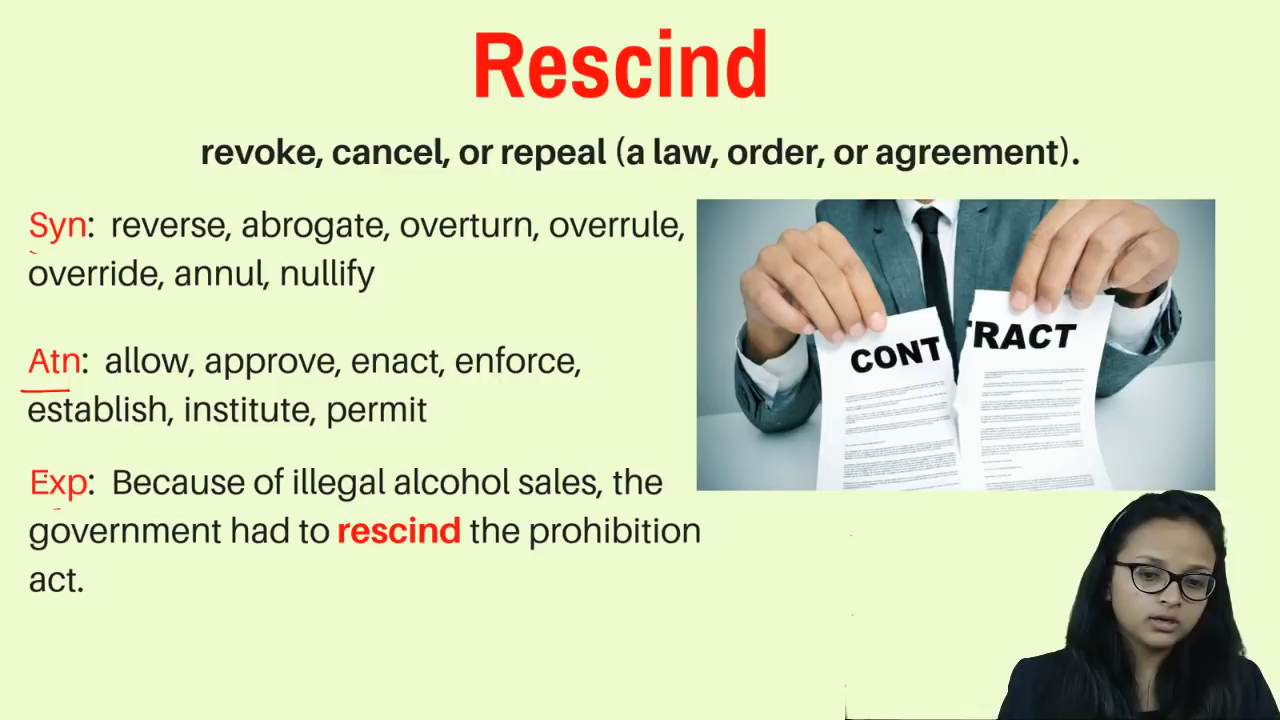 Rescind
revoke, cancel, or repeal (a law, order, or agreement).
Syn: reverse, abrogate, overturn, overrule,
override, annul, nullify
Atn: allow, approve, enact, enforce,
establish, institute, permit
Exp: Because of illegal alcohol sales, the
government had to rescind the prohibition
act.
CONT TRACT